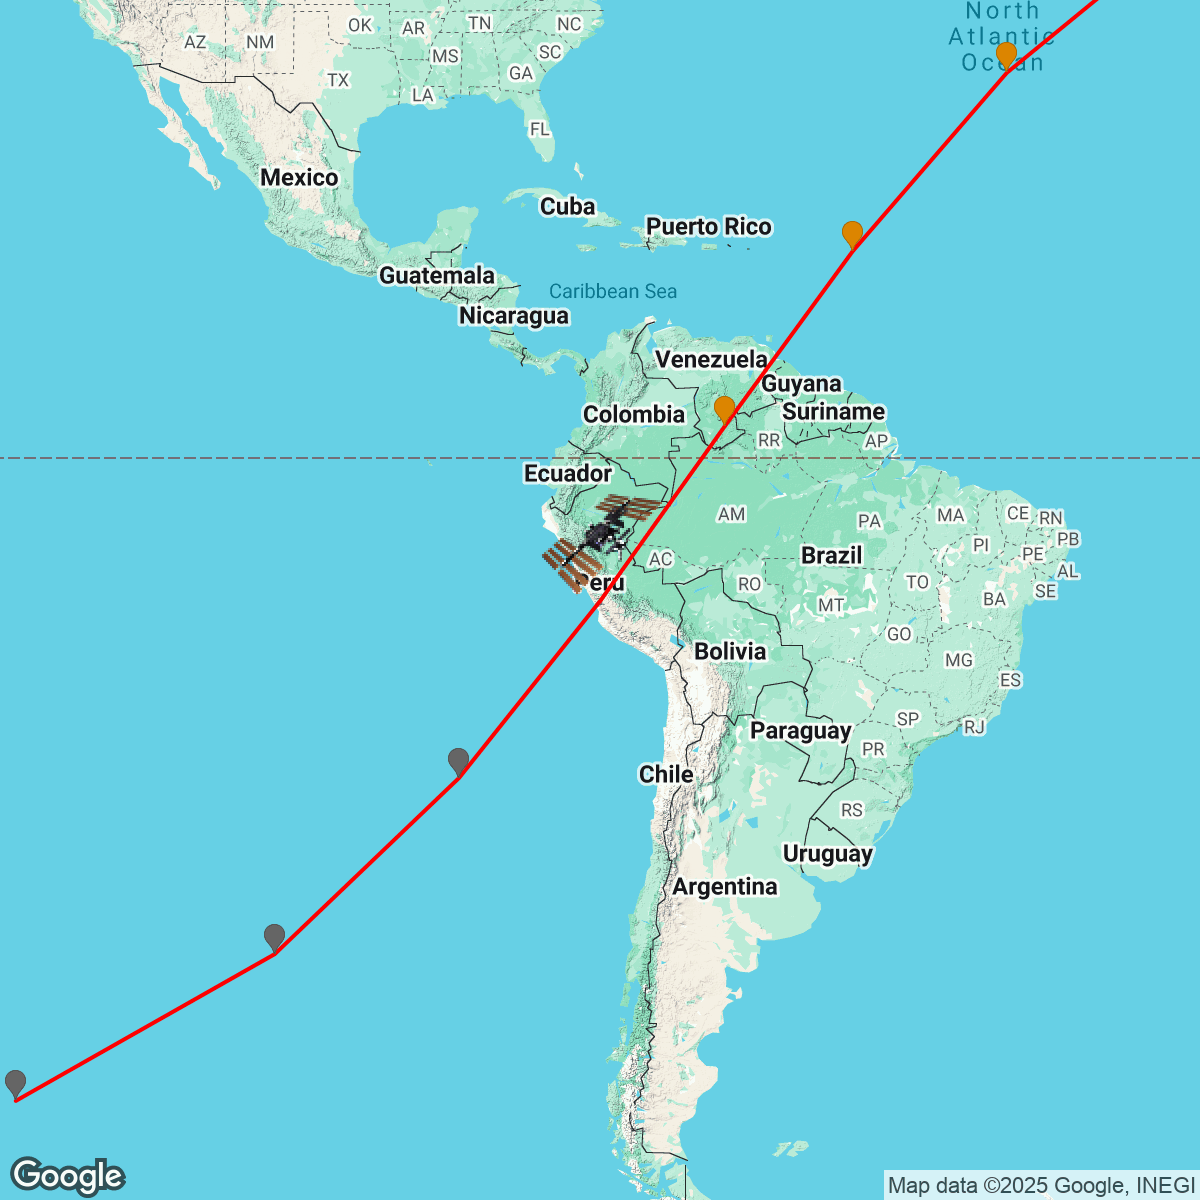 North
Atlantic
Ocean
OK
AR
TN
NC
AZ
NM
MS
SC
TX
GA
LA
FL
Mexico
Cuba
Puerto Rico
Guatemala
Caribbean Sea
Nicaragua
Venezuela
Guyana
Colombia
Suriname
RR
AP
Ecuador
AM
PA
MA
CE
RN
PI
PB
PE
AL
Brazil
AC
Peru
RO
TO
SE
MT
BA
GO
Bolivia
MG
ES
SP
RJ
Paraguay
PR
Chile
RS
Uruguay
Argentina
Google
Map data ©2025 Google, INEGI